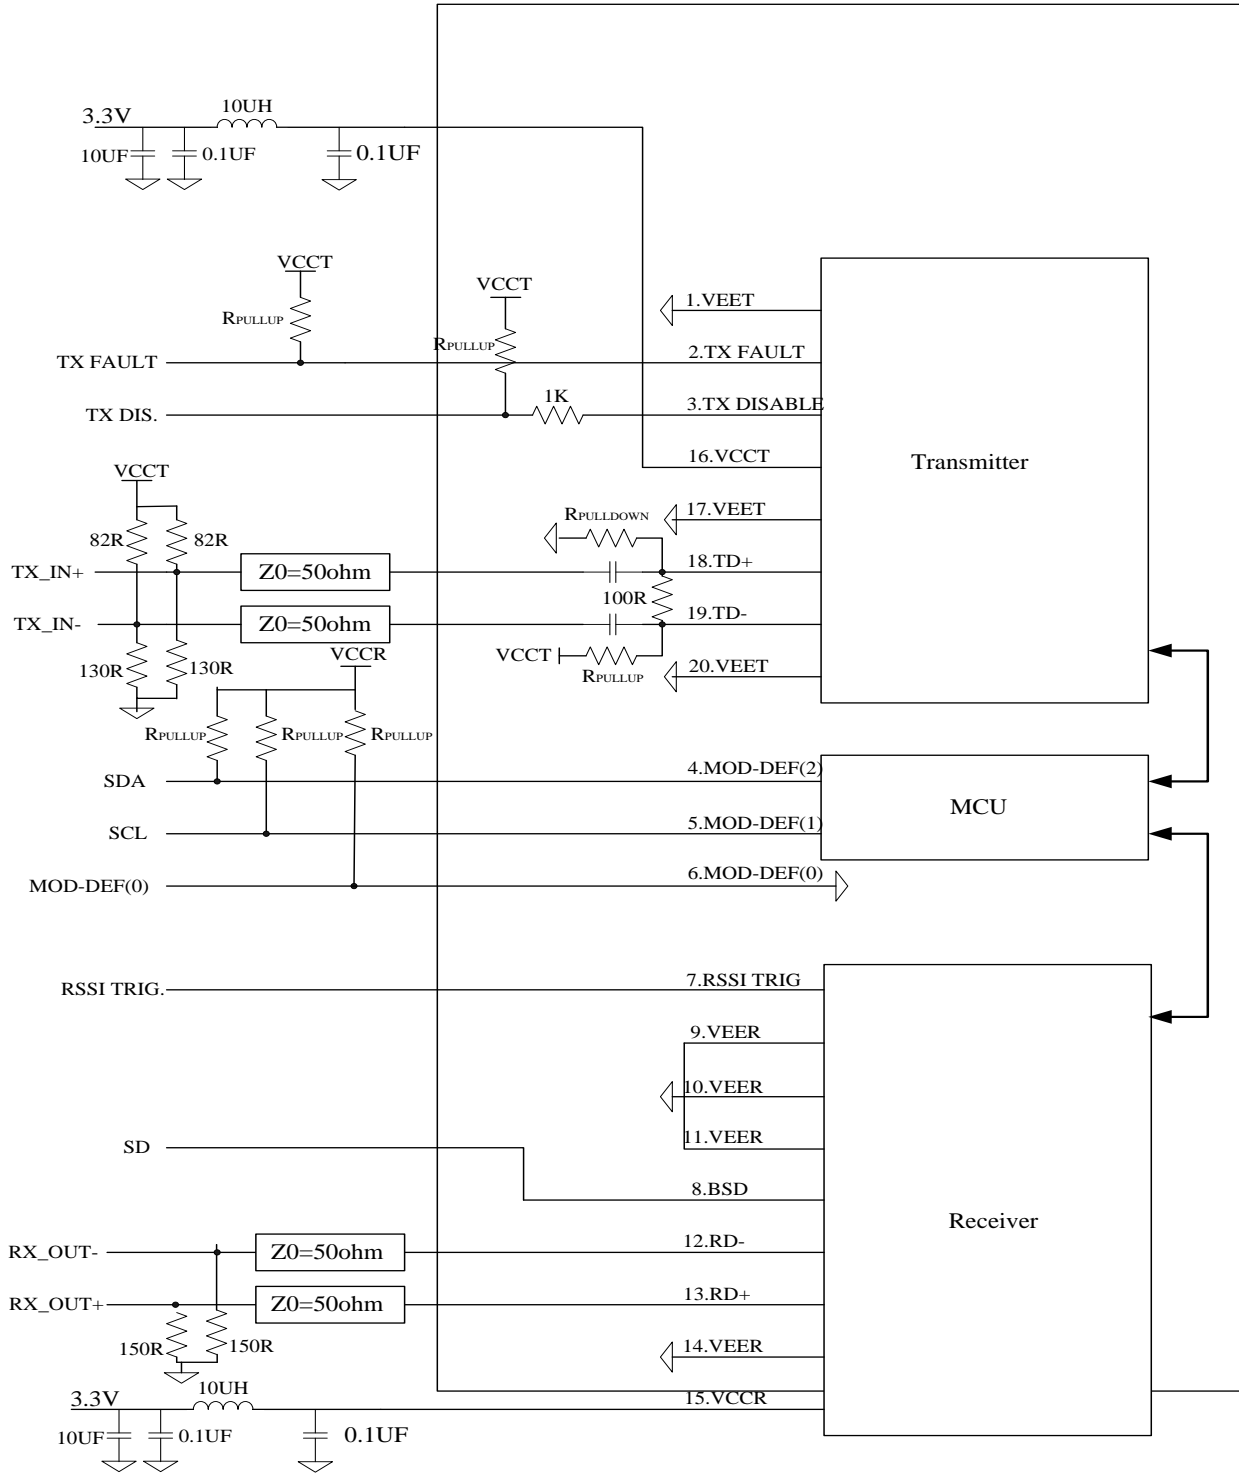 3.3V
10UH
10UF
0.1UF
0.1UF
VCCT
VCCT
RPULLUP
RPULLUP
1.VEET
TX FAULT
2.TX FAULT
TX DIS.
1K
3.TX DISABLE
VCCT
16.VCCT
Transmitter
82R
82R
RPULLDOWN
17.VEET
TX_IN+
Z0=50ohm
18.TD+
100R
TX_IN-
Z0=50ohm
19.TD-
130R
130R
VCCR
VCCT
RPULLUP
20.VEET
RPULLUP
RPULLUP
RPULLUP
SDA
4.MOD-DEF(2)
MCU
SCL
5.MOD-DEF(1)
MOD-DEF(0)
6.MOD-DEF(0)
RSSI TRIG.
7.RSSI TRIG
9.VEER
10.VEER
11.VEER
SD
8.BSD
Receiver
RX_OUT-
Z0=50ohm
12.RD-
RX_OUT+
Z0=50ohm
13.RD+
150R
150R
14.VEER
3.3V
10UH
15.VCCR
10UF
0.1UF
0.1UF